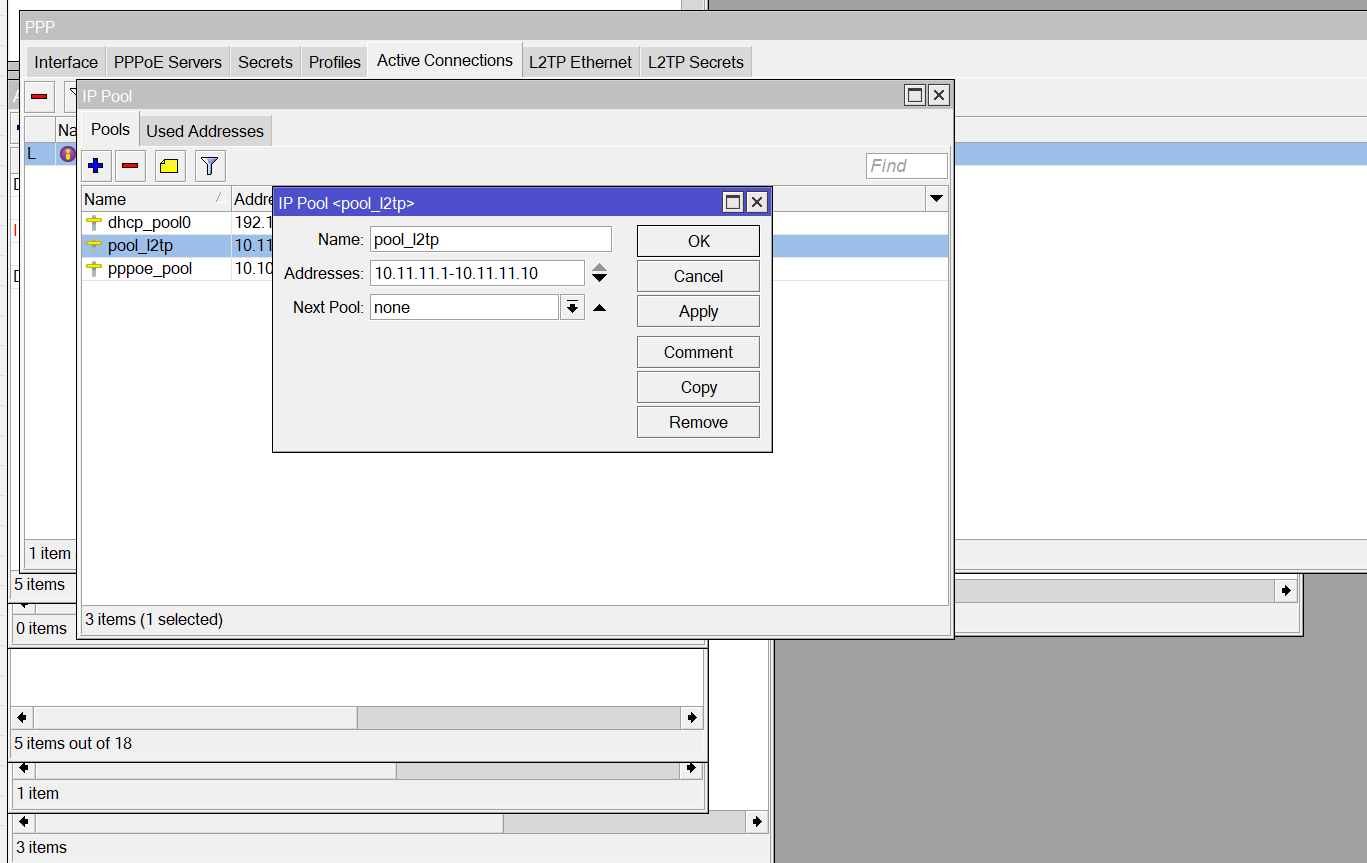 PPP
Interface PPPoE Servers Secrets Profiles Active Connections L2TP Ethernet L2TP Secrets
IP Pool
Pools Used Addresses
Find
Name Addre
dhcp_pool0 192.1
pool_l2tp 10.11
pppoe_pool 10.10
IP Pool <pool_l2tp>
Name: pool_l2tp
Addresses: 10.11.11.1-10.11.11.10
Next Pool: none
OK
Cancel
Apply
Comment
Copy
Remove
Na
L
1 item
5 items
3 items (1 selected)
0 items
5 items out of 18
1 item
3 items